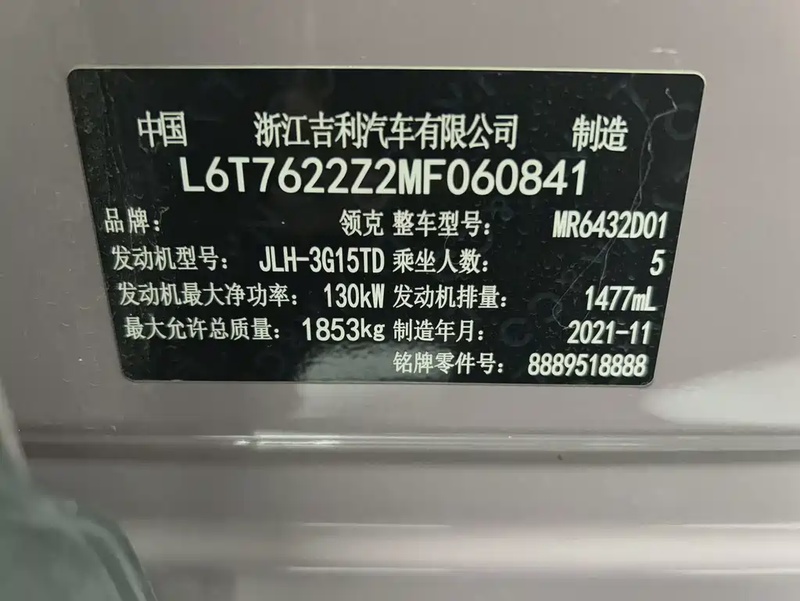 中国 浙江吉利汽车有限公司 制造
L6T7622Z2MF060841
品牌： 领克 整车型号： MR6432D01
发动机型号： JLH-3G15TD 乘坐人数： 5
发动机最大净功率： 130kW 发动机排量： 1477mL
最大允许总质量： 1853kg 制造年月： 2021-11
铭牌零件号： 8889518888